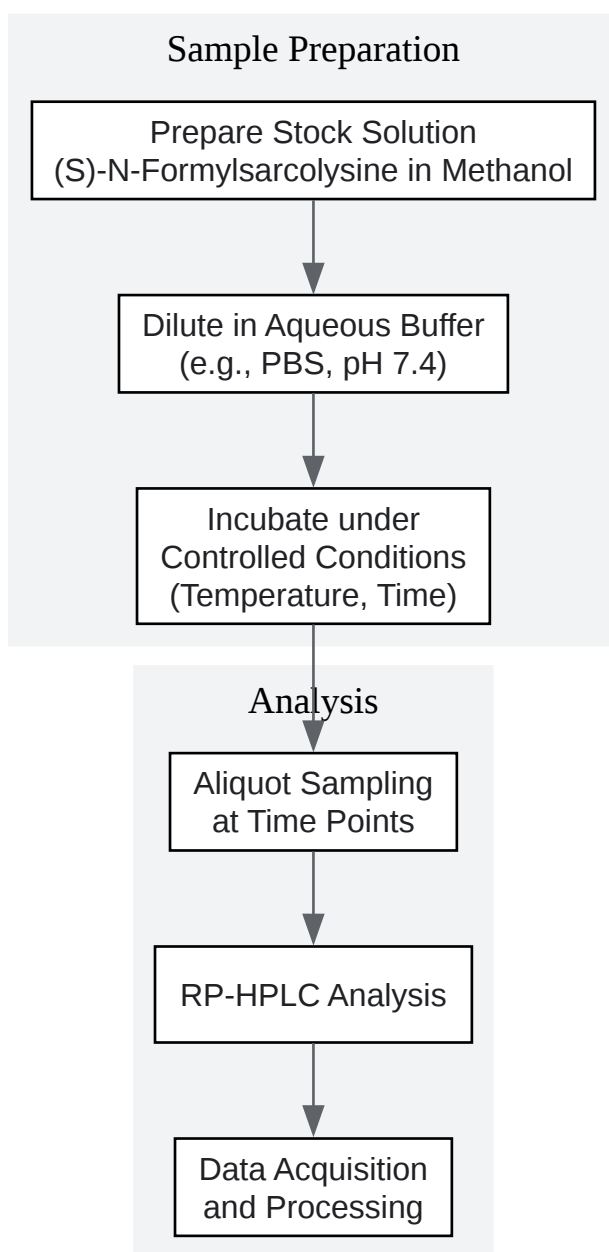 Sample Preparation
Prepare Stock Solution
(S)-N-Formylsarcolysine in Methanol
Dilute in Aqueous Buffer
(e.g., PBS, pH 7.4)
Incubate under
Controlled Conditions
(Temperature, Time)
Analysis
Aliquot Sampling
at Time Points
RP-HPLC Analysis
Data Acquisition
and Processing